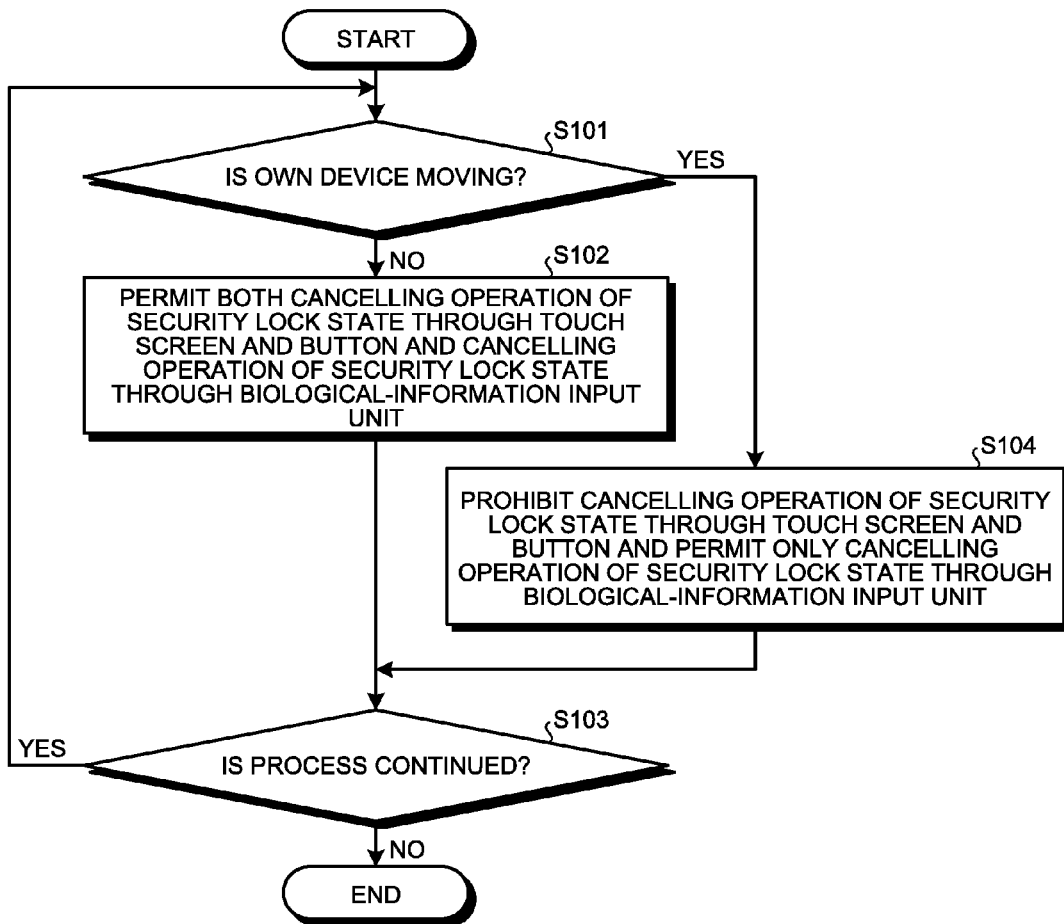 START
S101
IS OWN DEVICE MOVING?
YES
NO
S102
PERMIT BOTH CANCELLING OPERATION OF
SECURITY LOCK STATE THROUGH TOUCH
SCREEN AND BUTTON AND CANCELLING
OPERATION OF SECURITY LOCK STATE
THROUGH BIOLOGICAL-INFORMATION INPUT
UNIT
S104
PROHIBIT CANCELLING OPERATION OF SECURITY
LOCK STATE THROUGH TOUCH SCREEN AND
BUTTON AND PERMIT ONLY CANCELLING
OPERATION OF SECURITY LOCK STATE THROUGH
BIOLOGICAL-INFORMATION INPUT UNIT
S103
YES
IS PROCESS CONTINUED?
NO
END